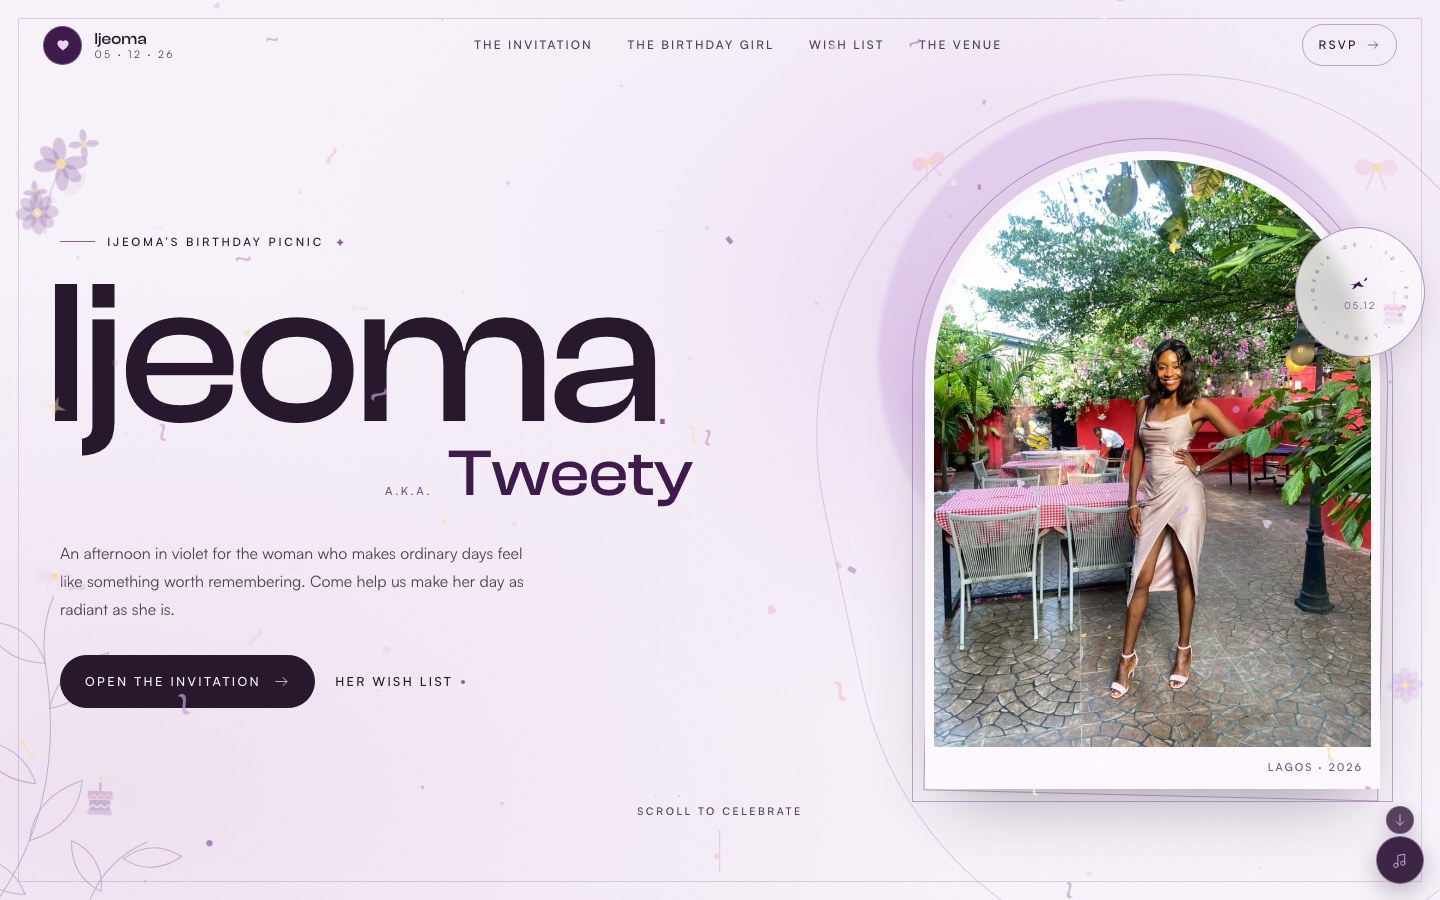 Ijeoma
05 · 12 · 26
THE INVITATION
THE BIRTHDAY GIRL
WISH LIST
THE VENUE
RSVP →
IJEOMA'S BIRTHDAY PICNIC
Ijeoma.
A.K.A. Tweety
An afternoon in violet for the woman who makes ordinary days feel
like something worth remembering. Come help us make her day as
radiant as she is.
OPEN THE INVITATION →
HER WISH LIST
05.12
LAGOS · 2026
SCROLL TO CELEBRATE